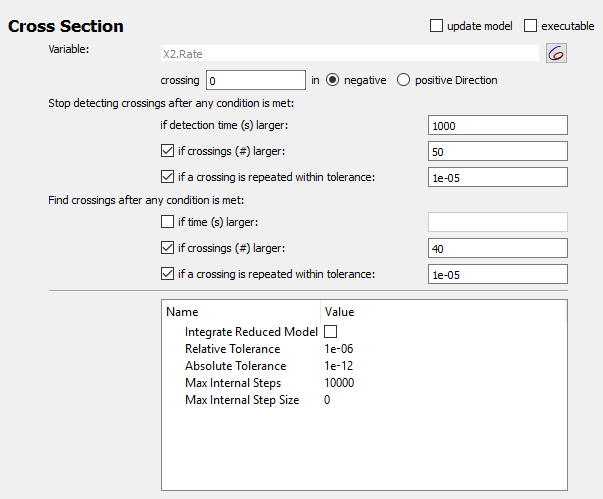 Cross Section
update model
executable
Variable:
X2.Rate
crossing 0 in negative positive Direction
Stop detecting crossings after any condition is met:
if detection time (s) larger: 1000
if crossings (#) larger: 50
if a crossing is repeated within tolerance: 1e-05
Find crossings after any condition is met:
if time (s) larger:
if crossings (#) larger: 40
if a crossing is repeated within tolerance: 1e-05
Name Value
Integrate Reduced Model
Relative Tolerance 1e-06
Absolute Tolerance 1e-12
Max Internal Steps 10000
Max Internal Step Size 0